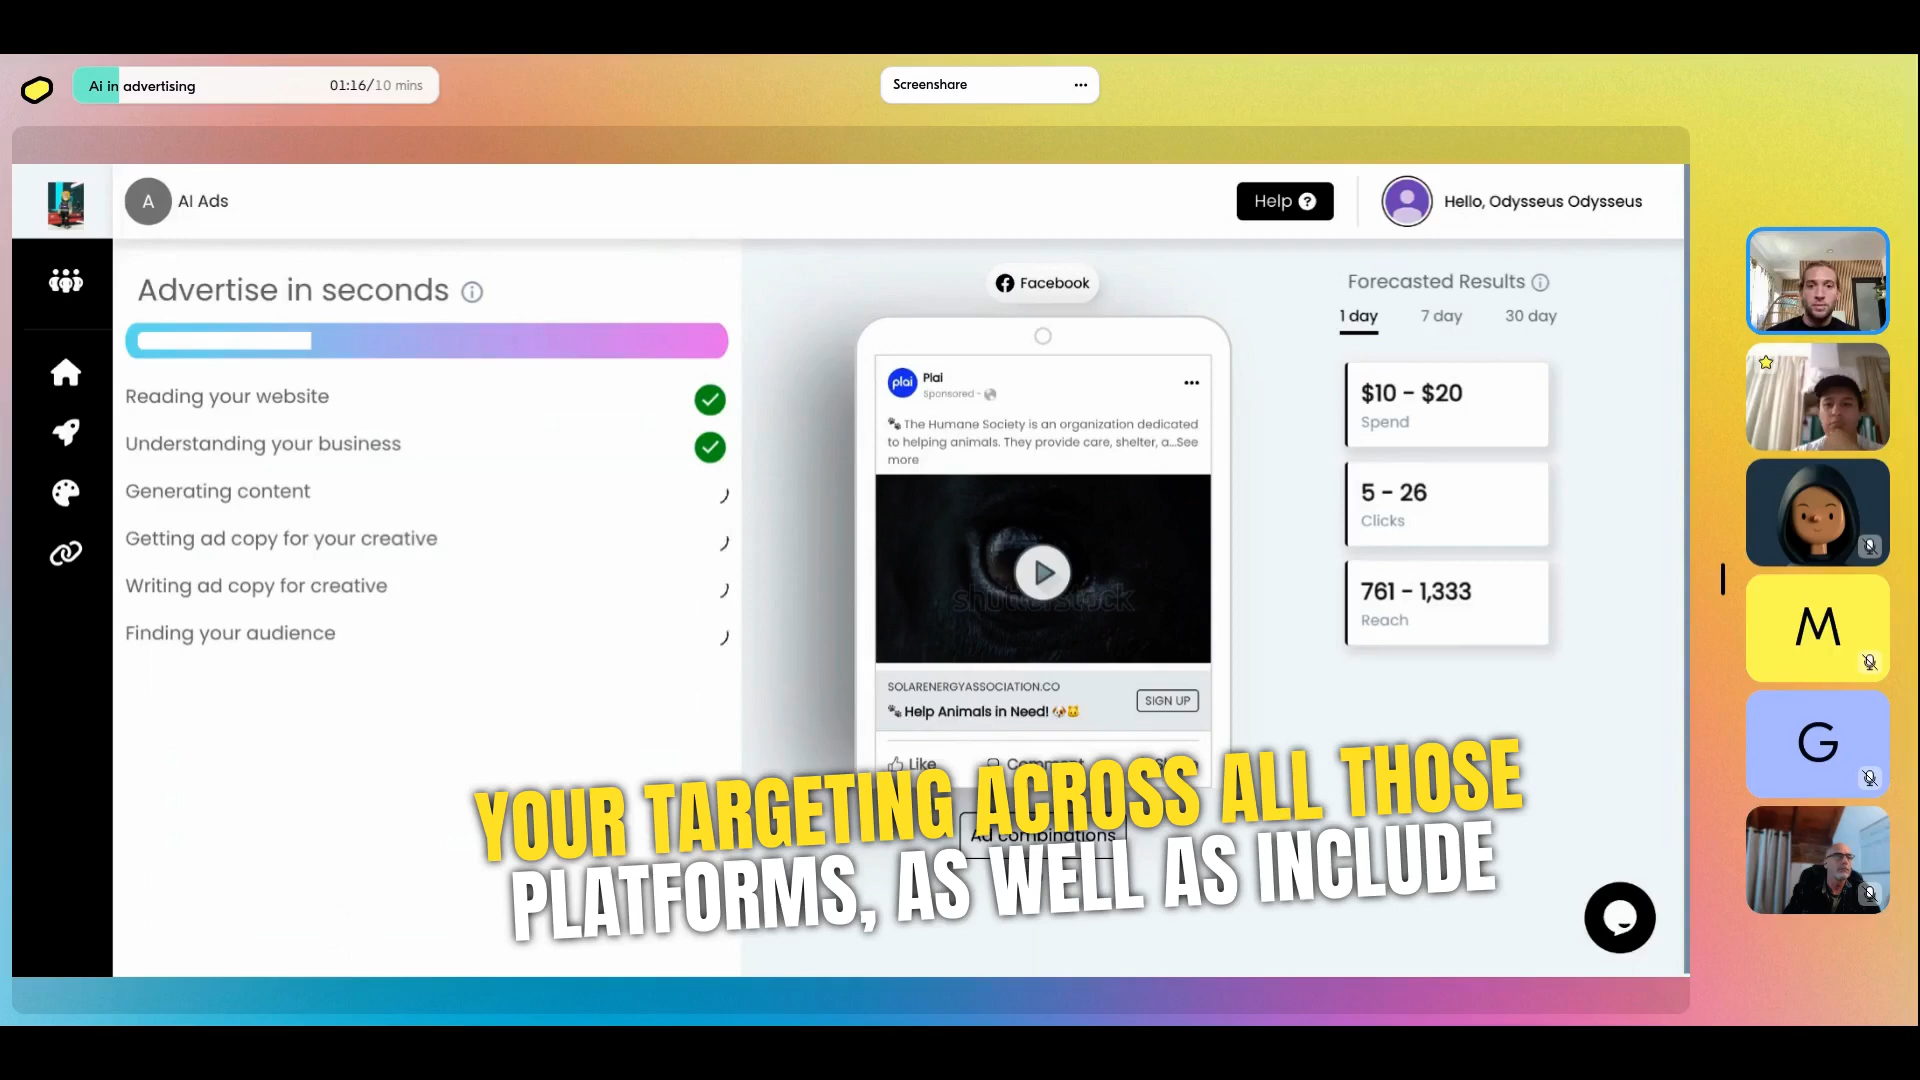 Ai in advertising
01:16/10 mins
Screenshare
A
AI Ads
Help ?
Hello, Odysseus Odysseus
Advertise in seconds
Reading your website
Understanding your business
Generating content
Getting ad copy for your creative
Writing ad copy for creative
Finding your audience
Facebook
plai
Plai
Sponsored -
🐾 The Humane Society is an organization dedicated
to helping animals. They provide care, shelter, a...See
more
shutterstock
SOLARENERGYASSOCIATION.CO
🐾 Help Animals in Need! 🐶🐱
SIGN UP
Like
Comment
Ad combinations
Forecasted Results
1 day
7 day
30 day
$10 - $20
Spend
5 - 26
Clicks
761 - 1,333
Reach
YOUR TARGETING ACROSS ALL THOSE
PLATFORMS, AS WELL AS INCLUDE
M
G